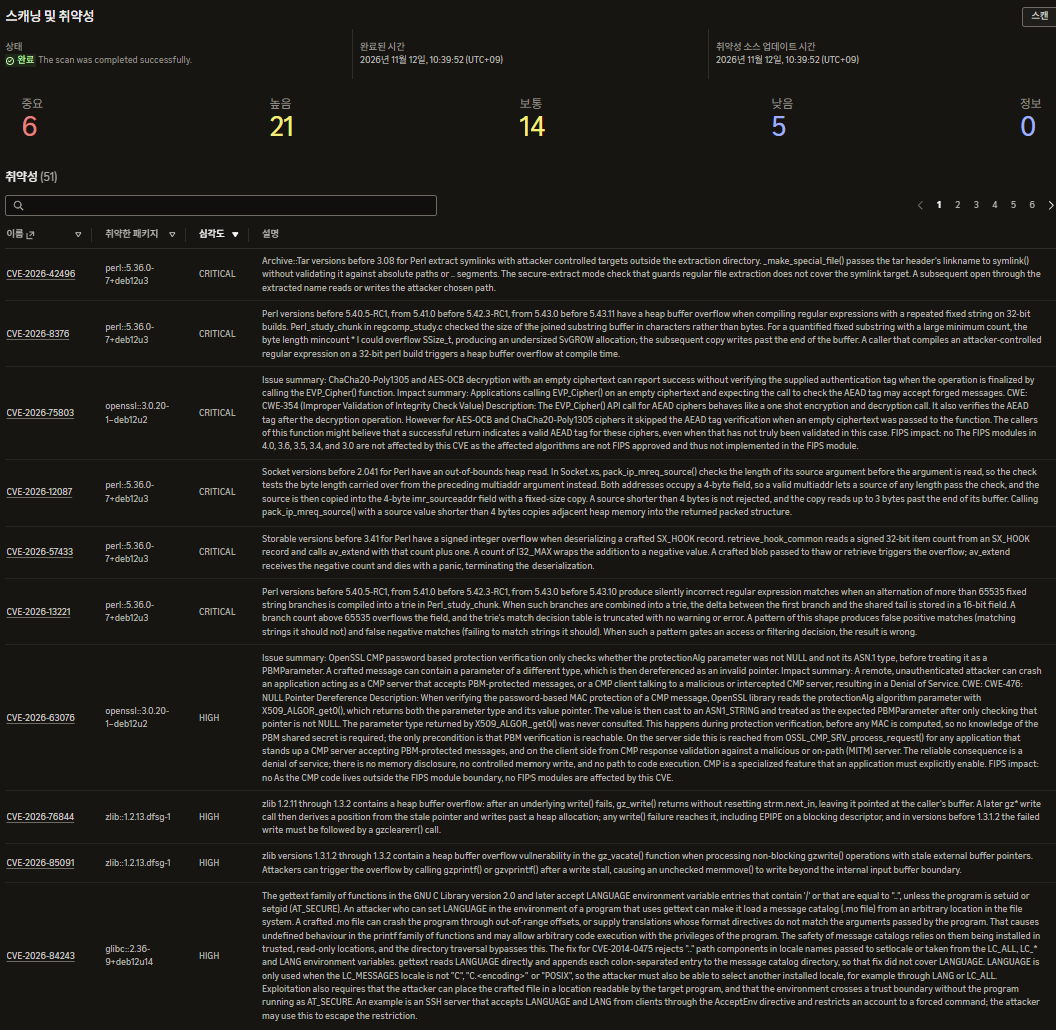 스캐닝 및 취약성
스캔
상태
완료 The scan was completed successfully.
완료된 시간
2026년 11월 12일, 10:39:52 (UTC+09)
취약성 소스 업데이트 시간
2026년 11월 12일, 10:39:52 (UTC+09)
중요
6
높음
21
보통
14
낮음
5
정보
0
취약성 (51)
1 2 3 4 5 6
이름 취약한 패키지 심각도 설명
CVE-2026-42496
perl::5.36.0-
7+deb12u3
CRITICAL
Archive::Tar versions before 3.08 for Perl extract symlinks with attacker controlled targets outside the extraction directory. _make_special_file() passes the tar header's linkname to symlink()
without validating it against absolute paths or .. segments. The secure-extract mode check that guards regular file extraction does not cover the symlink target. A subsequent open through the
extracted name reads or writes the attacker chosen path.
CVE-2026-8376
perl::5.36.0-
7+deb12u3
CRITICAL
Perl versions before 5.40.5-RC1, from 5.41.0 before 5.42.3-RC1, from 5.43.0 before 5.43.11 have a heap buffer overflow when compiling regular expressions with a repeated fixed string on 32-bit
builds. Perl_study_chunk in regcomp_study.c checked the size of the joined substring buffer in characters rather than bytes. For a quantified fixed substring with a large minimum count, the
byte length mincount * l could overflow SSize_t, producing an undersized SvGROW allocation; the subsequent copy writes past the end of the buffer. A caller that compiles an attacker-controlled
regular expression on a 32-bit perl build triggers a heap buffer overflow at compile time.
CVE-2026-75803
openssl::3.0.20-
1~deb12u2
CRITICAL
Issue summary: ChaCha20-Poly1305 and AES-OCB decryption with an empty ciphertext can report success without verifying the supplied authentication tag when the operation is finalized by
calling the EVP_Cipher() function. Impact summary: Applications calling EVP_Cipher() on an empty ciphertext and expecting the call to check the AEAD tag may accept forged messages. CWE:
CWE-354 (Improper Validation of Integrity Check Value) Description: The EVP_Cipher() API call for AEAD ciphers behaves like a one shot encryption and decryption call. It also verifies the AEAD
tag after the decryption operation. However for AES-OCB and ChaCha20-Poly1305 ciphers it skipped the AEAD tag verification when an empty ciphertext was passed to the function. The callers
of this function might believe that a successful return indicates a valid AEAD tag for these ciphers, even when that has not truly been validated in this case. FIPS impact: no The FIPS modules in
4.0, 3.6, 3.5, 3.4, and 3.0 are not affected by this CVE as the affected algorithms are not FIPS approved and thus not implemented in the FIPS module.
CVE-2026-12087
perl::5.36.0-
7+deb12u3
CRITICAL
Socket versions before 2.041 for Perl have an out-of-bounds heap read. In Socket.xs, pack_ip_mreq_source() checks the length of its source argument before the argument is read, so the check
tests the byte length carried over from the preceding multiaddr argument instead. Both addresses occupy a 4-byte field, so a valid multiaddr lets a source of any length pass the check, and the
source is then copied into the 4-byte imr_sourceaddr field with a fixed-size copy. A source shorter than 4 bytes is not rejected, and the copy reads up to 3 bytes past the end of its buffer. Calling
pack_ip_mreq_source() with a source value shorter than 4 bytes copies adjacent heap memory into the returned packed structure.
CVE-2026-57433
perl::5.36.0-
7+deb12u3
CRITICAL
Storable versions before 3.41 for Perl have a signed integer overflow when deserializing a crafted SX_HOOK record. retrieve_hook_common reads a signed 32-bit item count from an SX_HOOK
record and calls av_extend with that count plus one. A count of I32_MAX wraps the addition to a negative value. A crafted blob passed to thaw or retrieve triggers the overflow; av_extend
receives the negative count and dies with a panic, terminating the deserialization.
CVE-2026-13221
perl::5.36.0-
7+deb12u3
CRITICAL
Perl versions before 5.40.5-RC1, from 5.41.0 before 5.42.3-RC1, from 5.43.0 before 5.43.10 produce silently incorrect regular expression matches when an alternation of more than 65535 fixed
string branches is compiled into a trie in Perl_study_chunk. When such branches are combined into a trie, the delta between the first branch and the shared tail is stored in a 16-bit field. A
branch count above 65535 overflows the field, and the trie's match decision table is truncated with no warning or error. A pattern of this shape produces false positive matches (matching
strings it should not) and false negative matches (failing to match strings it should). When such a pattern gates an access or filtering decision, the result is wrong.
CVE-2026-63076
openssl::3.0.20-
1~deb12u2
HIGH
Issue summary: OpenSSL CMP password based protection verification only checks whether the protectionAlg parameter was not NULL and not its ASN.1 type, before treating it as a
PBMParameter. A crafted message can contain a parameter of a different type, which is then dereferenced as an invalid pointer. Impact summary: A remote, unauthenticated attacker can crash
an application acting as a CMP server that accepts PBM-protected messages, or a CMP client talking to a malicious or intercepted CMP server, resulting in a Denial of Service. CWE: CWE-476:
NULL Pointer Dereference Description: When verifying the password-based MAC protection of a CMP message, OpenSSL library reads the protectionAlg algorithm parameter with
X509_ALGOR_get0(), which returns both the parameter type and its value pointer. The value is then cast to an ASN1_STRING and treated as the expected PBMParameter after only checking that
pointer is not NULL. The parameter type returned by X509_ALGOR_get0() was never consulted. This happens during protection verification, before any MAC is computed, so no knowledge of the
PBM shared secret is required; the only precondition is that PBM verification is reachable. On the server side this is reached from OSSL_CMP_SRV_process_request() for any application that
stands up a CMP server accepting PBM-protected messages, and on the client side from CMP response validation against a malicious or on-path (MITM) server. The reliable consequence is a
denial of service; there is no memory disclosure, no controlled memory write, and no path to code execution. CMP is a specialized feature that an application must explicitly enable. FIPS impact:
no As the CMP code lives outside the FIPS module boundary, no FIPS modules are affected by this CVE.
CVE-2026-76844
zlib::1.2.13.dfsg-1
HIGH
zlib 1.2.11 through 1.3.2 contains a heap buffer overflow: after an underlying write() fails, gz_write() returns without resetting strm.next_in, leaving it pointed at the caller's buffer. A later gz* write
call then derives a position from the stale pointer and writes past a heap allocation; any write() failure reaches it, including EPIPE on a blocking descriptor, and in versions before 1.3.1.2 the failed
write must be followed by a gzclearerr() call.
CVE-2026-85091
zlib::1.2.13.dfsg-1
HIGH
zlib versions 1.3.1.2 through 1.3.2 contain a heap buffer overflow vulnerability in the gz_vacate() function when processing non-blocking gzwrite() operations with stale external buffer pointers.
Attackers can trigger the overflow by calling gzprintf() or gzvprintf() after a write stall, causing an unchecked memmove() to write beyond the internal input buffer boundary.
CVE-2026-84243
glibc::2.36-
9+deb12u14
HIGH
The gettext family of functions in the GNU C Library version 2.0 and later accept LANGUAGE environment variable entries that contain '/' or that are equal to "..", unless the program is setuid or
setgid (AT_SECURE). An attacker who can set LANGUAGE in the environment of a program that uses gettext can make it load a message catalog (.mo file) from an arbitrary location in the file
system. A crafted .mo file can crash the program through out-of-range offsets, or supply translations whose format directives do not match the arguments passed by the program. That causes
undefined behaviour in the printf family of functions and may allow arbitrary code execution with the privileges of the program. The safety of message catalogs relies on them being installed in
trusted, read-only locations, and the directory traversal bypasses this. The fix for CVE-2014-0475 rejects ".." path components in locale names passed to setlocale or taken from the LC_ALL, LC_*
and LANG environment variables. gettext reads LANGUAGE directly and appends each colon-separated entry to the message catalog directory, so that fix did not cover LANGUAGE. LANGUAGE is
only used when the LC_MESSAGES locale is not "C", "C.<encoding>" or "POSIX", so the attacker must also be able to select another installed locale, for example through LANG or LC_ALL.
Exploitation also requires that the attacker can place the crafted file in a location readable by the target program, and that the environment crosses a trust boundary without the program
running as AT_SECURE. An example is an SSH server that accepts LANGUAGE and LANG from clients through the AcceptEnv directive and restricts an account to a forced command; the attacker
may use this to escape the restriction.